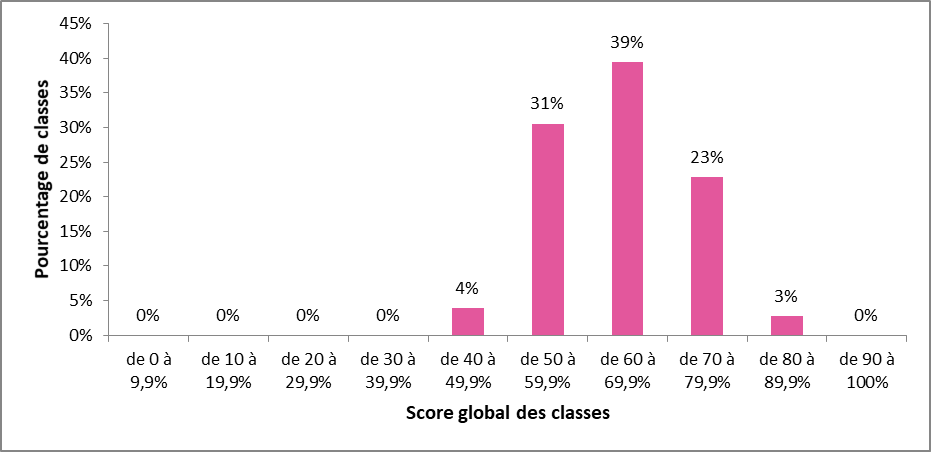 45%
40%
35%
30%
25%
20%
15%
10%
5%
0%
Pourcentage de classes
0%
0%
0%
0%
4%
31%
39%
23%
3%
0%
de 0 à
9,9%
de 10 à
19,9%
de 20 à
29,9%
de 30 à
39,9%
de 40 à
49,9%
de 50 à
59,9%
de 60 à
69,9%
de 70 à
79,9%
de 80 à
89,9%
de 90 à
100%
Score global des classes